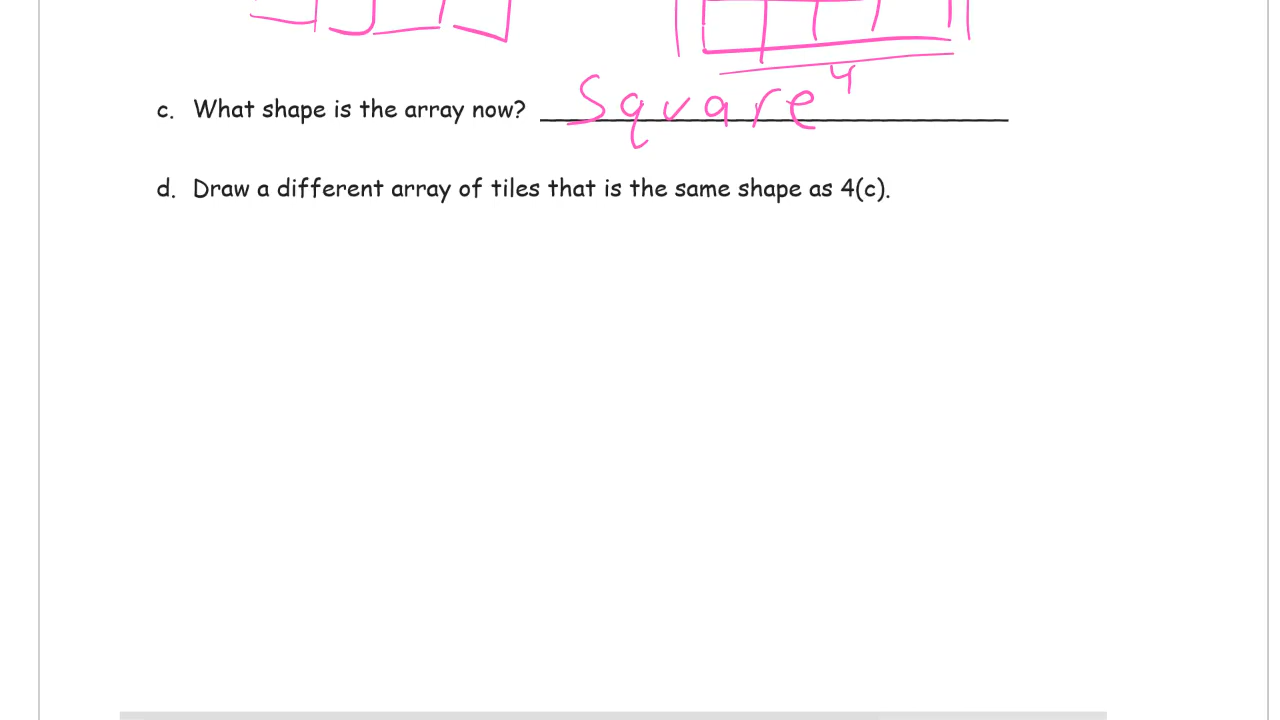 4
c. What shape is the array now? Square
d. Draw a different array of tiles that is the same shape as 4(c).